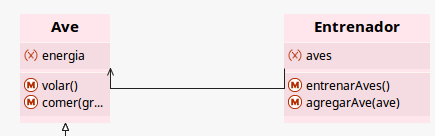 Ave
(x) energia
M volar()
M comer(gr...
Entrenador
(x) aves
M entrenarAves()
M agregarAve(ave)